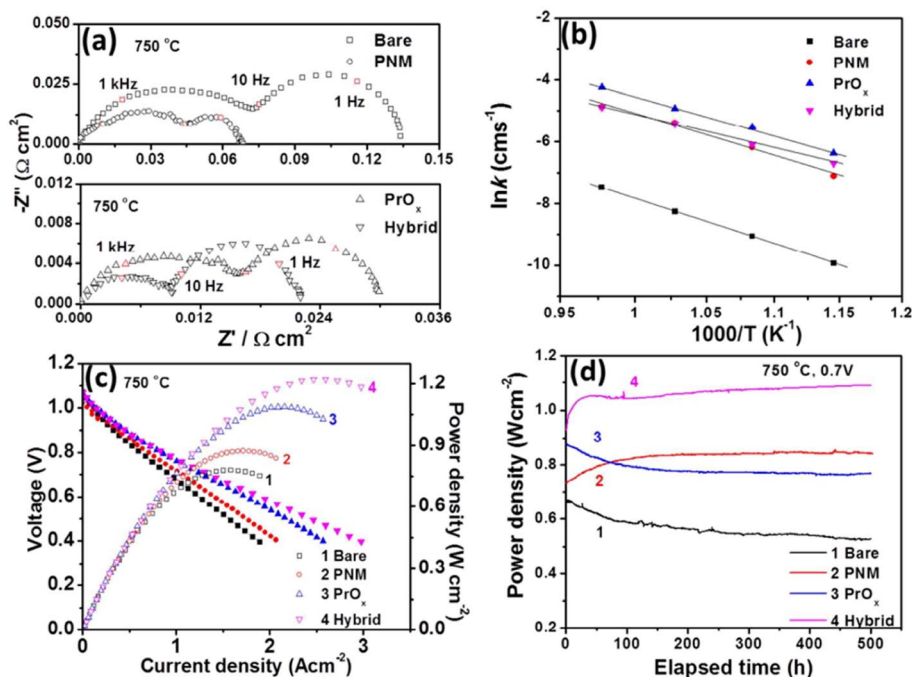 (a)
750 °C
Bare
PNM
1 kHz
10 Hz
1 Hz
0.050
0.025
0.000
0.00 0.03 0.06 0.09 0.12 0.15
-Z'' (Ω cm²)
750 °C
PrOₓ
Hybrid
1 kHz
10 Hz
1 Hz
0.012
0.008
0.004
0.000
0.000 0.012 0.024 0.036
Z' / Ω cm²
(b)
Bare
PNM
PrOₓ
Hybrid
-2
-4
-6
-8
-10
lnk (cms⁻¹)
0.95 1 1.05 1.1 1.15 1.2
1000/T (K⁻¹)
(c)
750 °C
1.2
1.0
0.8
0.6
0.4
0.2
0.0
Voltage (V)
4
3
2
1
1 Bare
2 PNM
3 PrOₓ
4 Hybrid
1.2
0.9
0.6
0.3
0.0
Power density (W cm⁻²)
0 1 2 3
Current density (Acm⁻²)
(d)
750 °C, 0.7V
4
3
2
1
1 Bare
2 PNM
3 PrOₓ
4 Hybrid
1.2
1.0
0.8
0.6
0.4
0.2
Power density (Wcm⁻²)
0 100 200 300 400 500
Elapsed time (h)